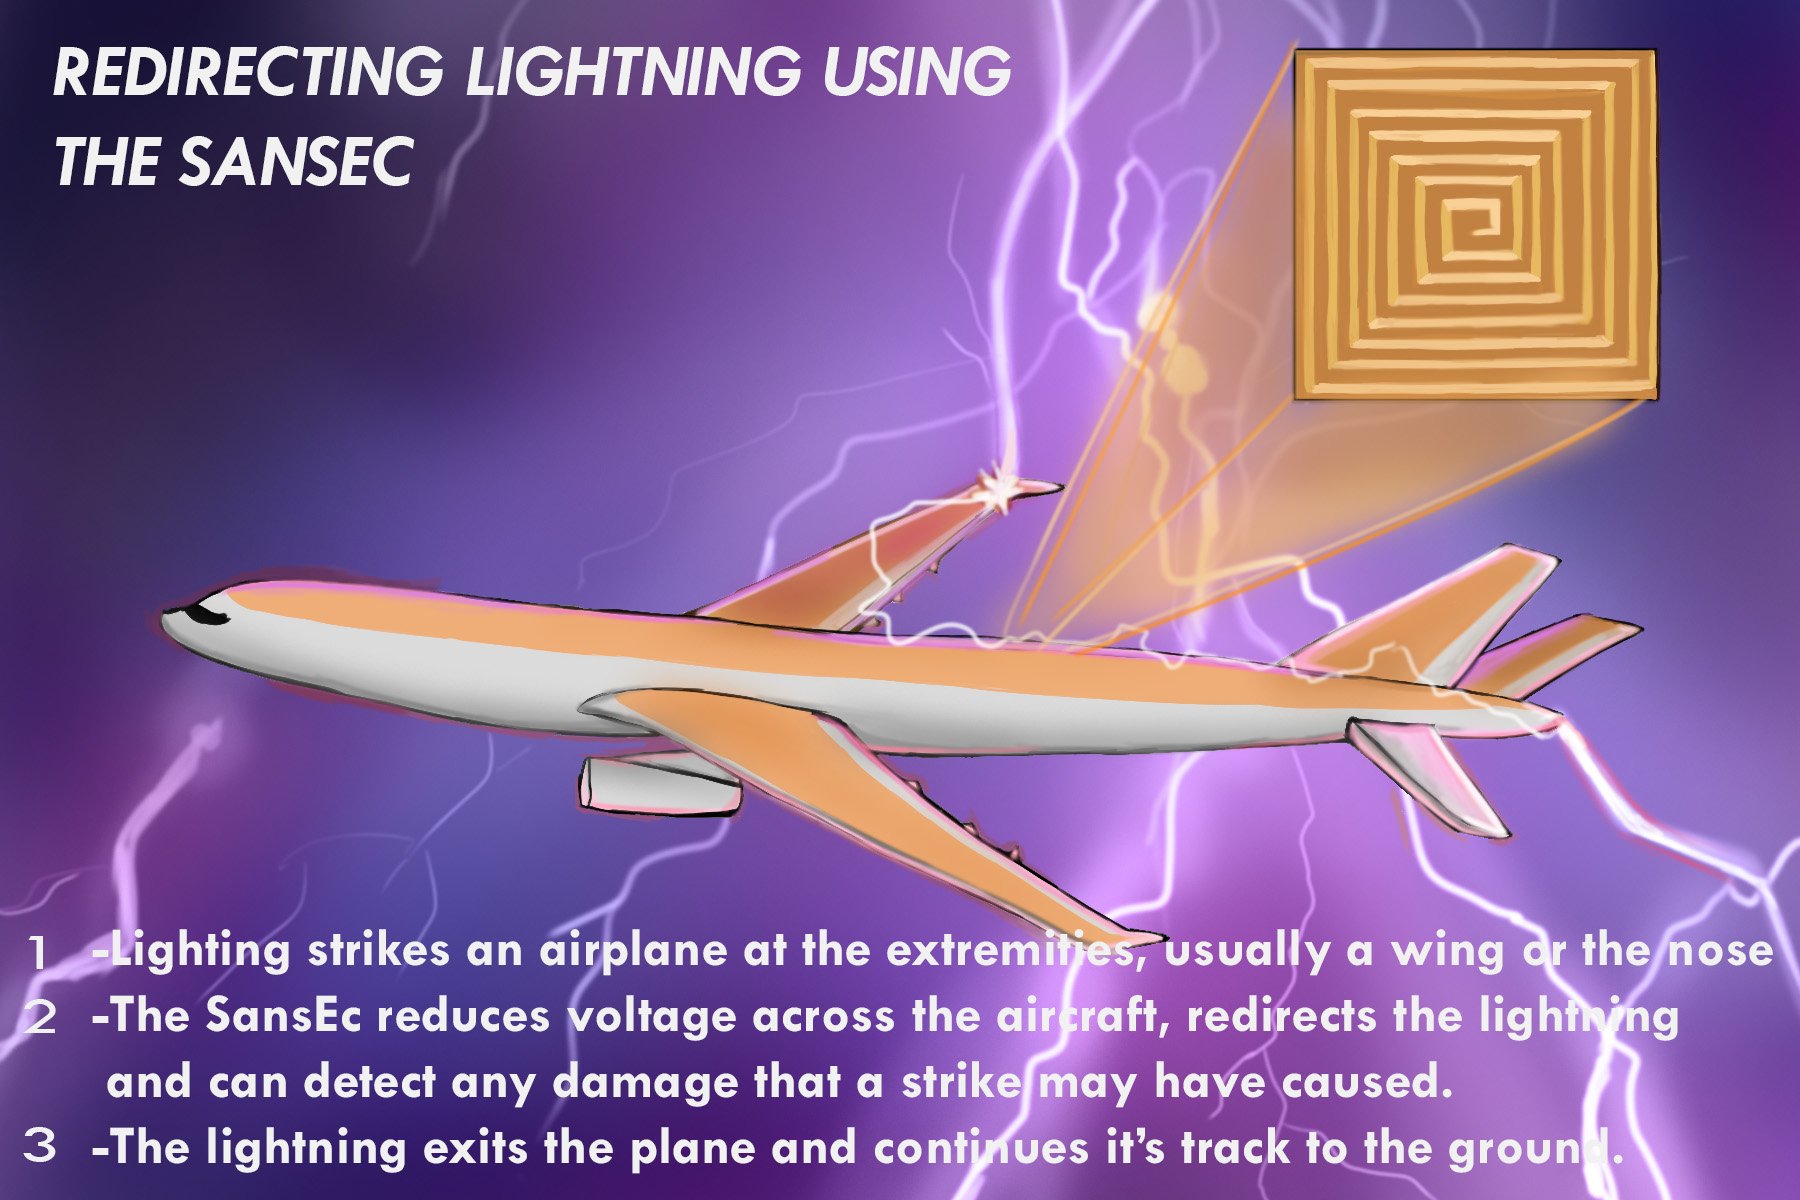 REDIRECTING LIGHTNING USING
THE SANSEC
1 -Lighting strikes an airplane at the extremities, usually a wing or the nose
2 -The SansEc reduces voltage across the aircraft, redirects the lightning
and can detect any damage that a strike may have caused.
3 -The lightning exits the plane and continues it's track to the ground.